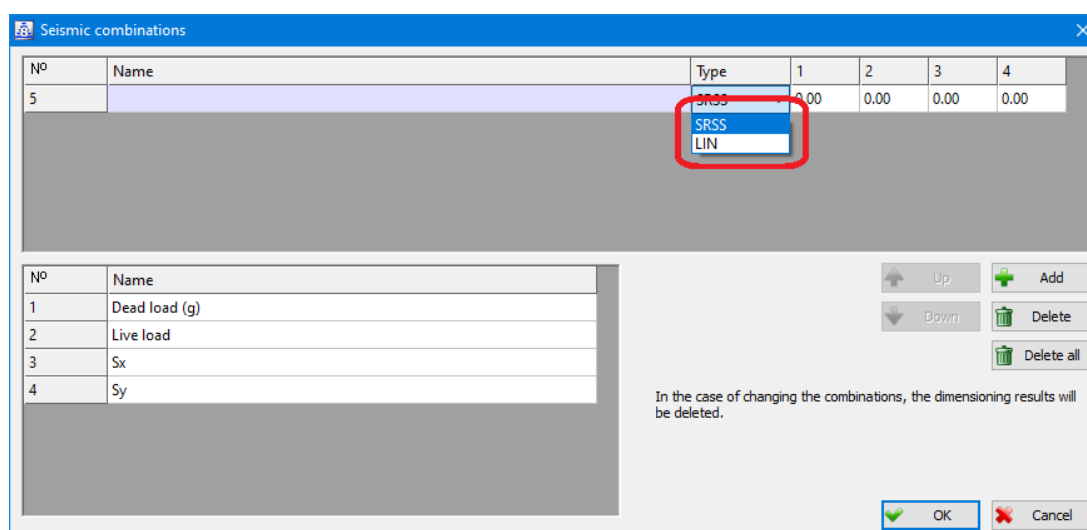 Seismic combinations
Nº Name Type 1 2 3 4
5 SRSS 0.00 0.00 0.00 0.00
SRSS
LIN
Nº Name
1 Dead load (g)
2 Live load
3 Sx
4 Sy
Up Add
Down Delete
Delete all
In the case of changing the combinations, the dimensioning results will
be deleted.
OK Cancel